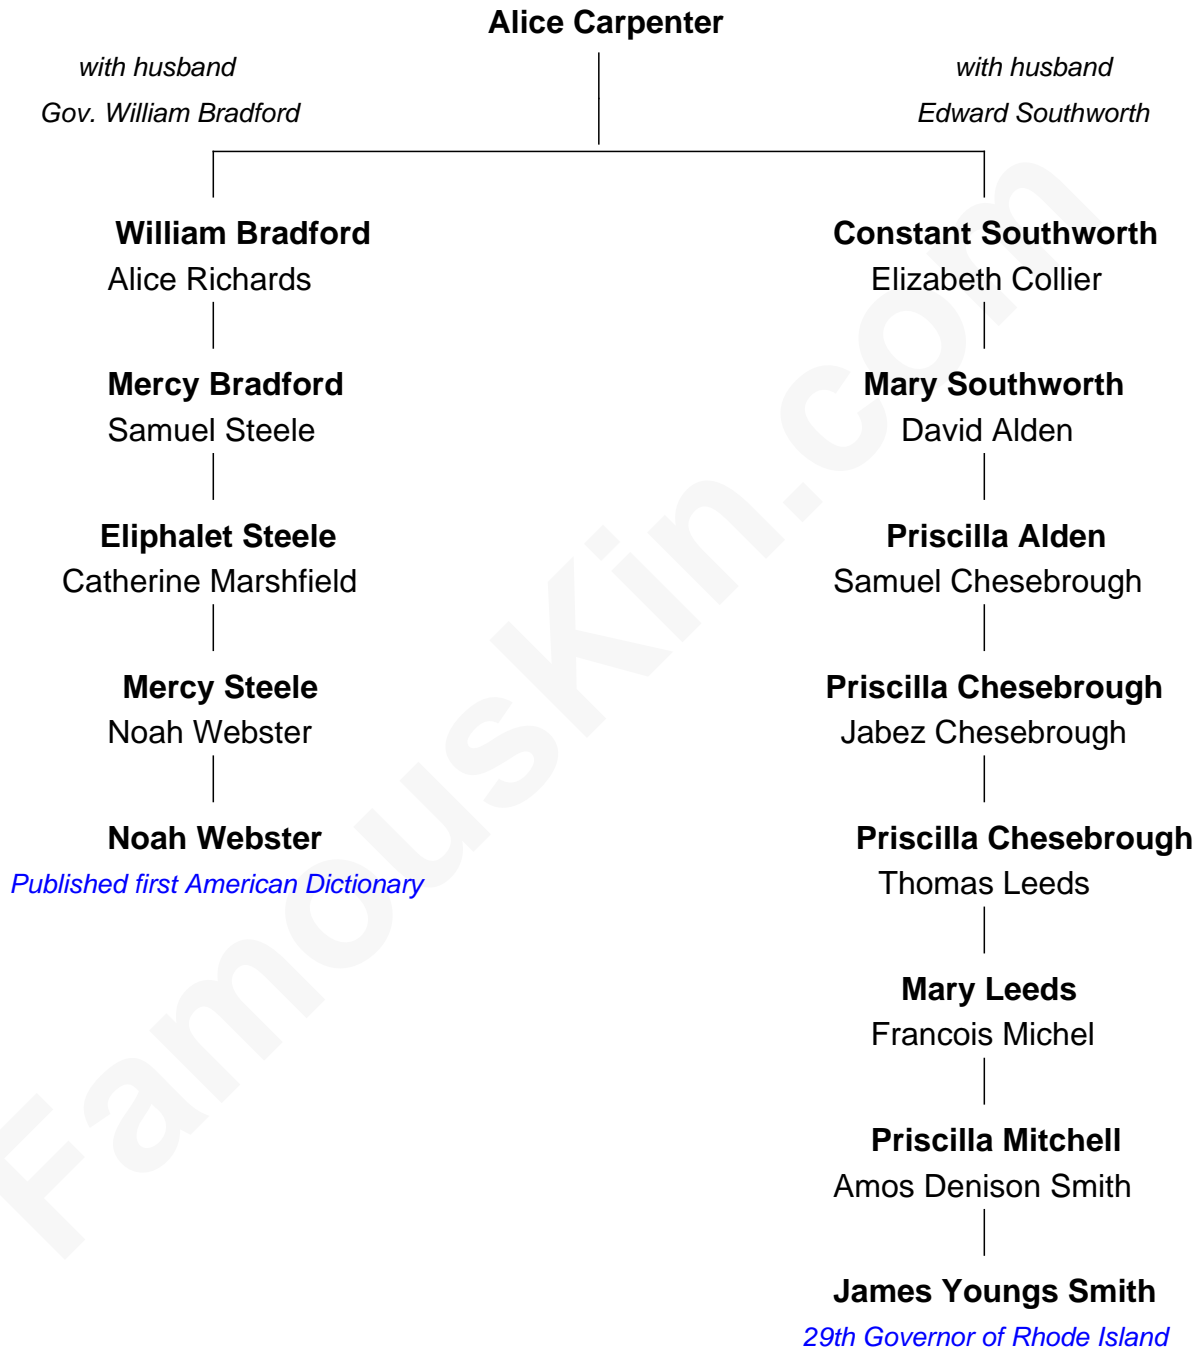 Alice Carpenter
with husband
Gov. William Bradford
with husband
Edward Southworth
William Bradford
Alice Richards
Mercy Bradford
Samuel Steele
Eliphalet Steele
Catherine Marshfield
Mercy Steele
Noah Webster
Noah Webster
Published first American Dictionary
Constant Southworth
Elizabeth Collier
Mary Southworth
David Alden
Priscilla Alden
Samuel Chesebrough
Priscilla Chesebrough
Jabez Chesebrough
Priscilla Chesebrough
Thomas Leeds
Mary Leeds
Francois Michel
Priscilla Mitchell
Amos Denison Smith
James Youngs Smith
29th Governor of Rhode Island
FamousKin.com